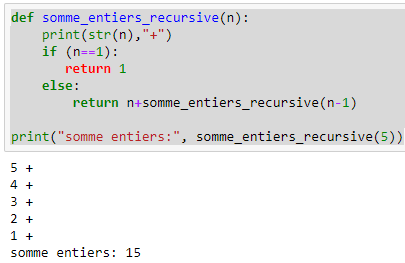 def somme_entiers_recursive(n):
    print(str(n),"+")
    if (n==1):
       return 1
    else:
        return n+somme_entiers_recursive(n-1)

print("somme entiers:", somme_entiers_recursive(5))
5 +
4 +
3 +
2 +
1 +
somme entiers: 15